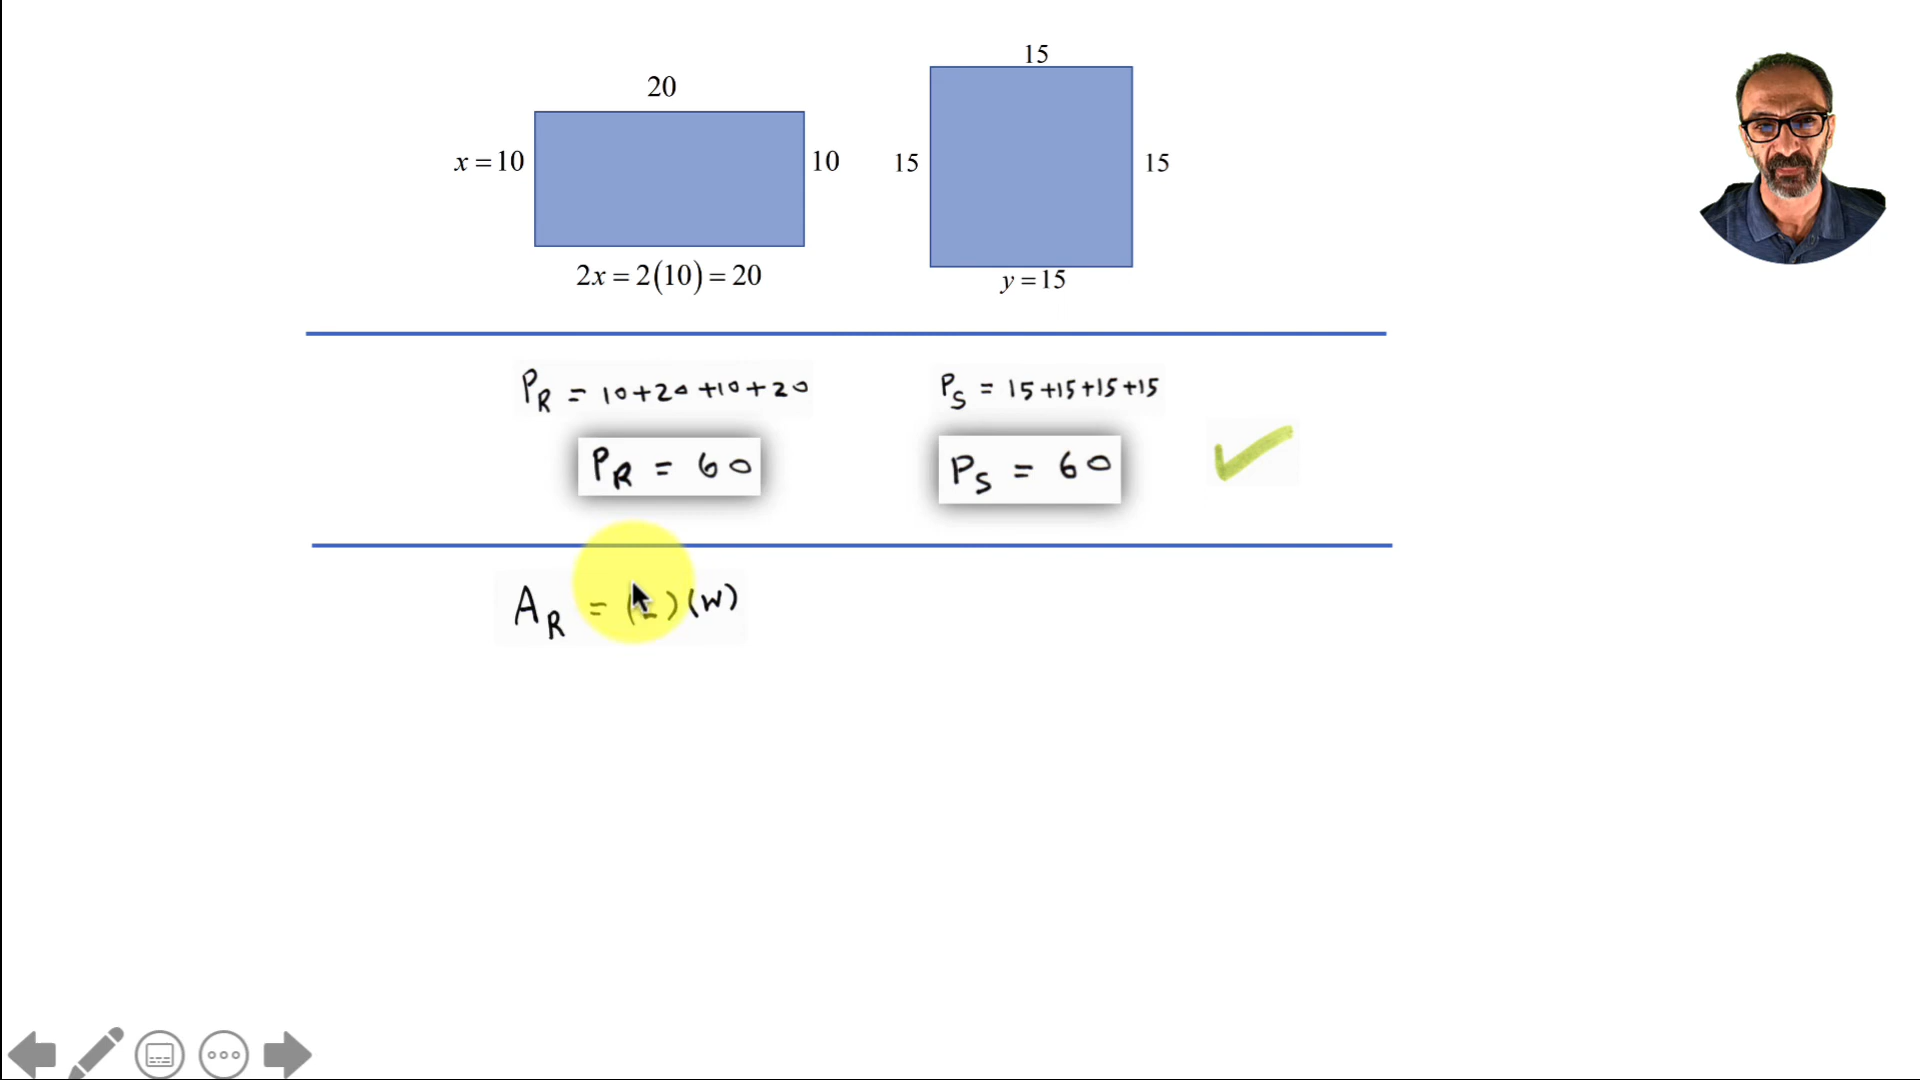 20
x = 10
10
2x = 2(10) = 20
15
15
15
y = 15
P_R = 10+20+10+20
P_S = 15+15+15+15
P_R = 60
P_S = 60
A_R = (L)(W)